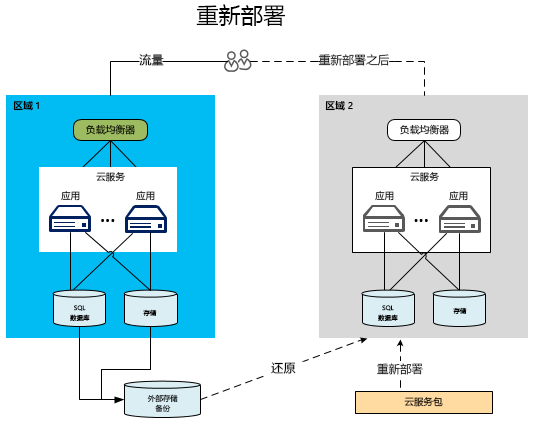 重新部署
流量
重新部署之后
区域 1
区域 2
负载均衡器
负载均衡器
云服务
云服务
应用
应用
应用
应用
...
...
SQL
数据库
存储
SQL
数据库
存储
还原
重新部署
外部存储
备份
云服务包